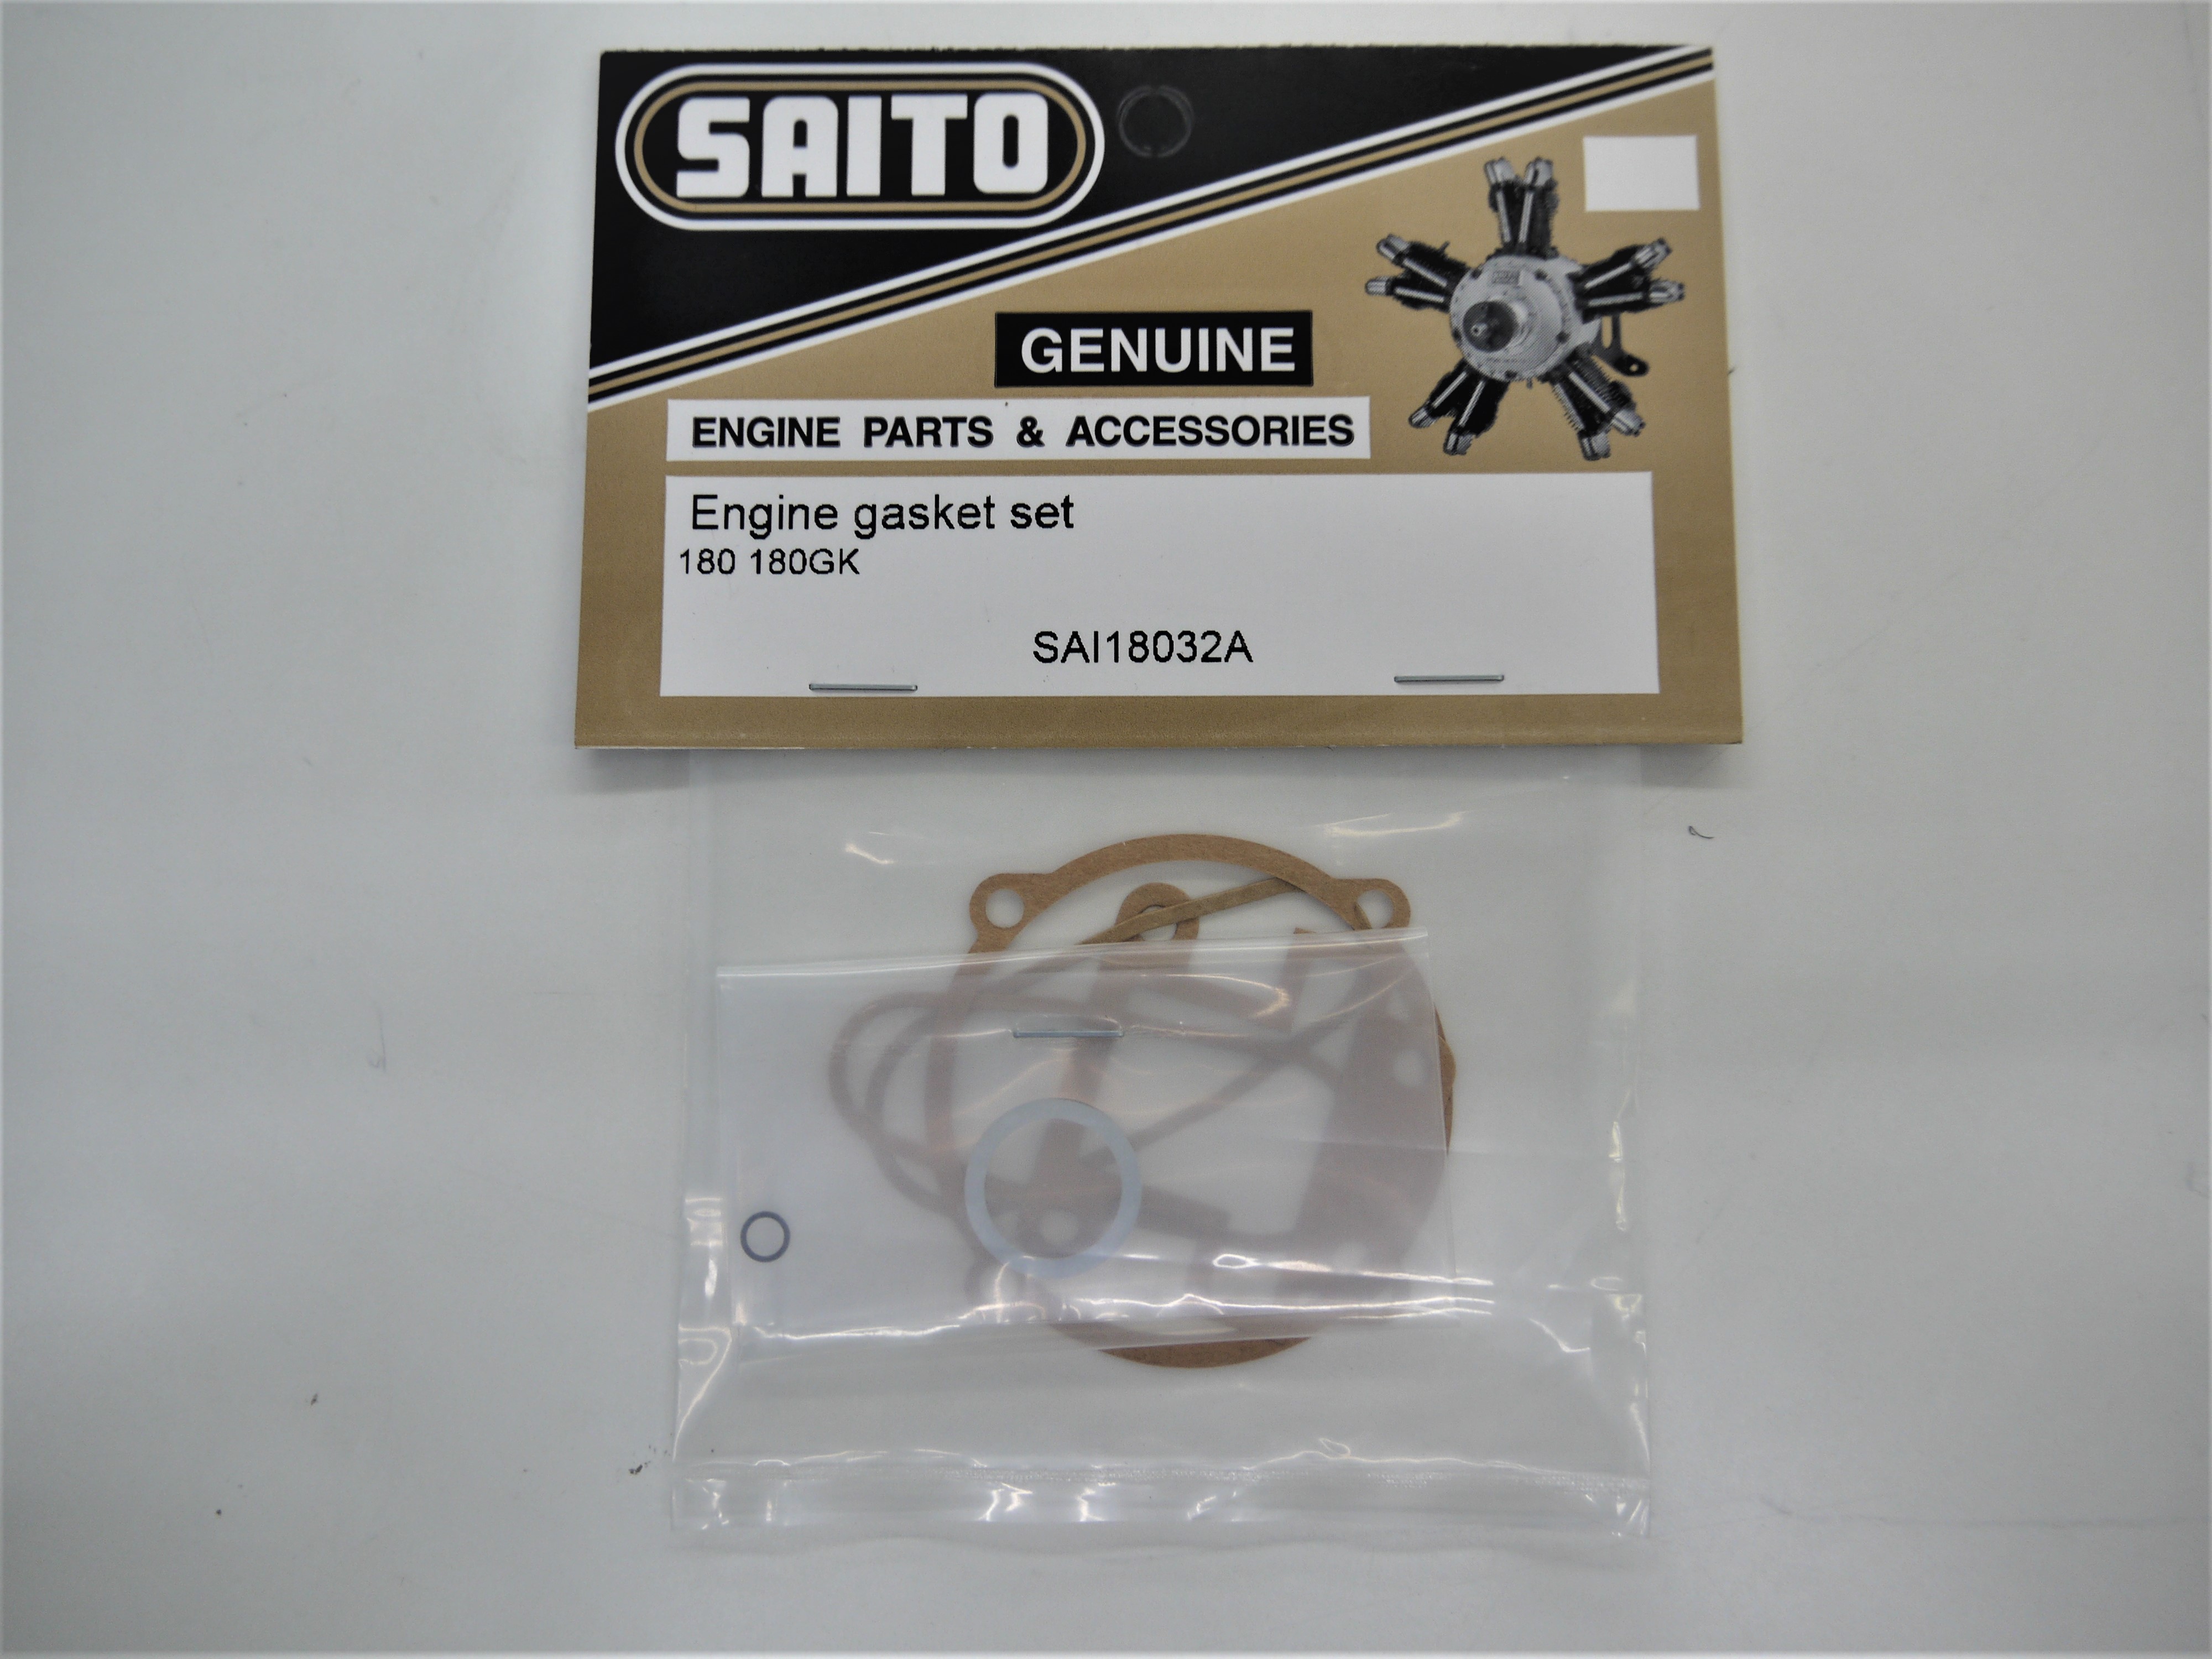 SAITO
GENUINE
ENGINE PARTS & ACCESSORIES
Engine gasket set
180 180GK
SAI18032A